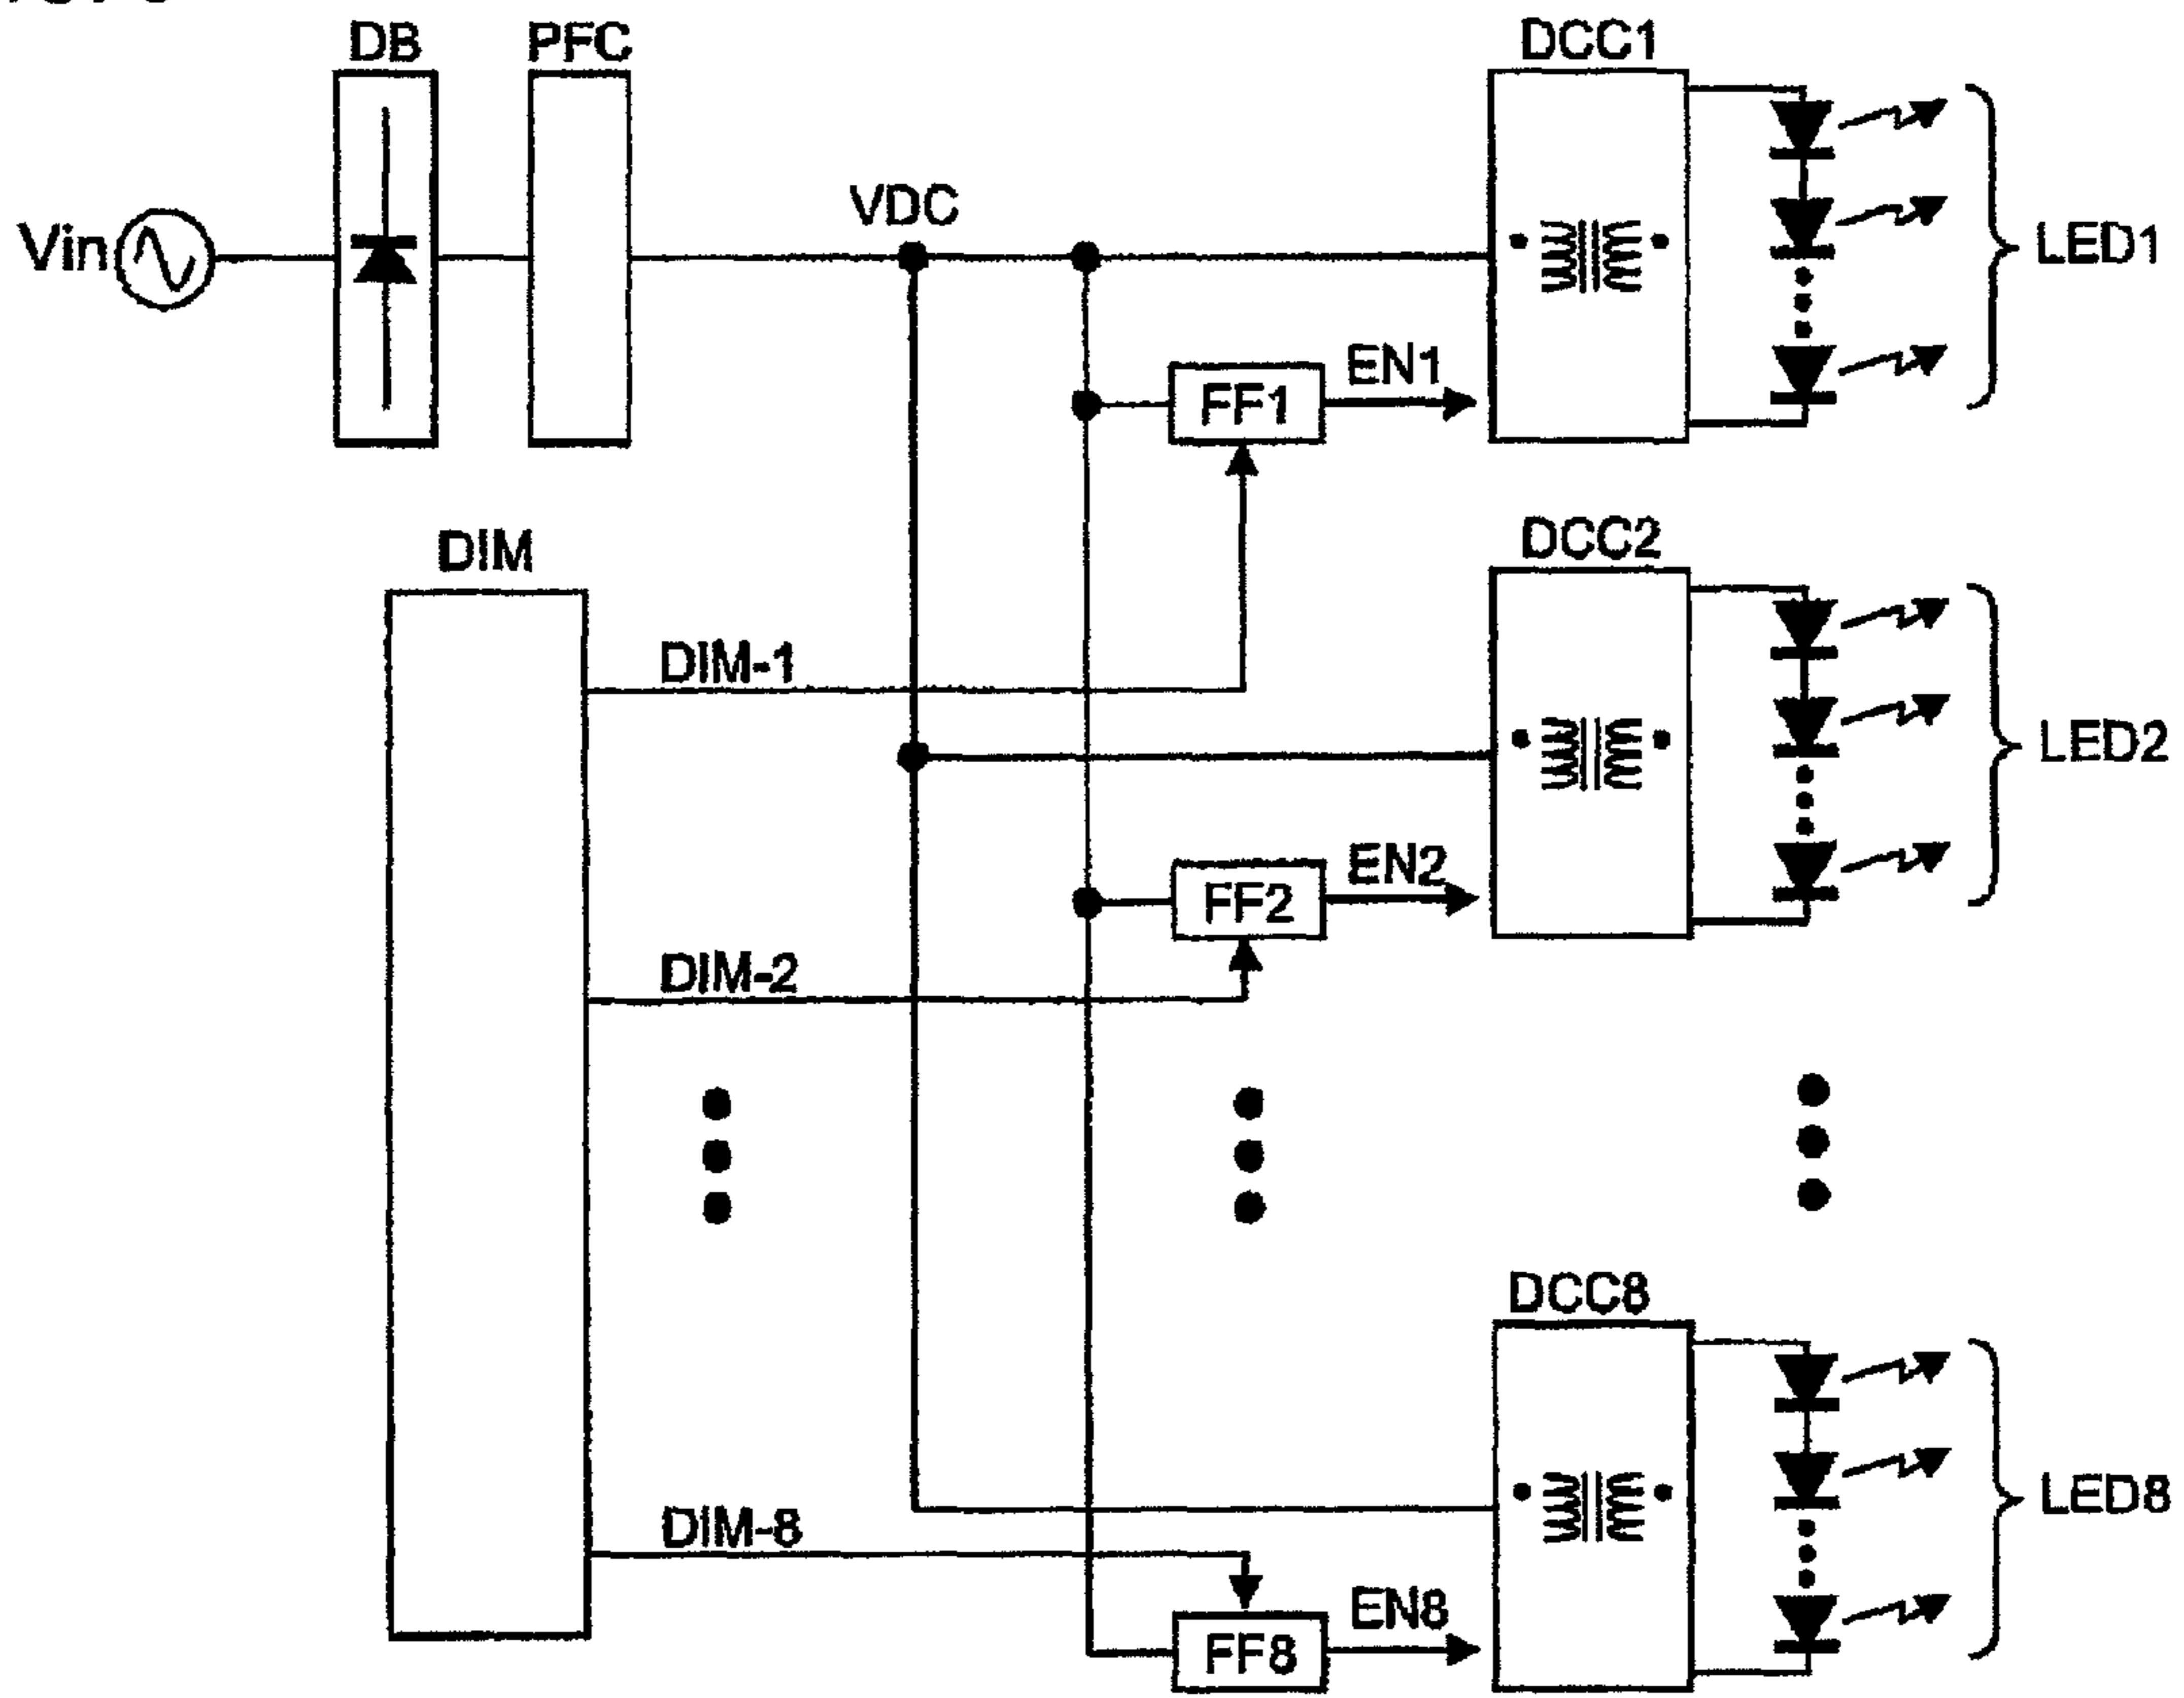 DB
PFC
DCC1
Vin
VDC
LED1
EN1
FF1
DIM
DCC2
DIM-1
LED2
EN2
FF2
DIM-2
DCC8
LED8
DIM-8
EN8
FF8